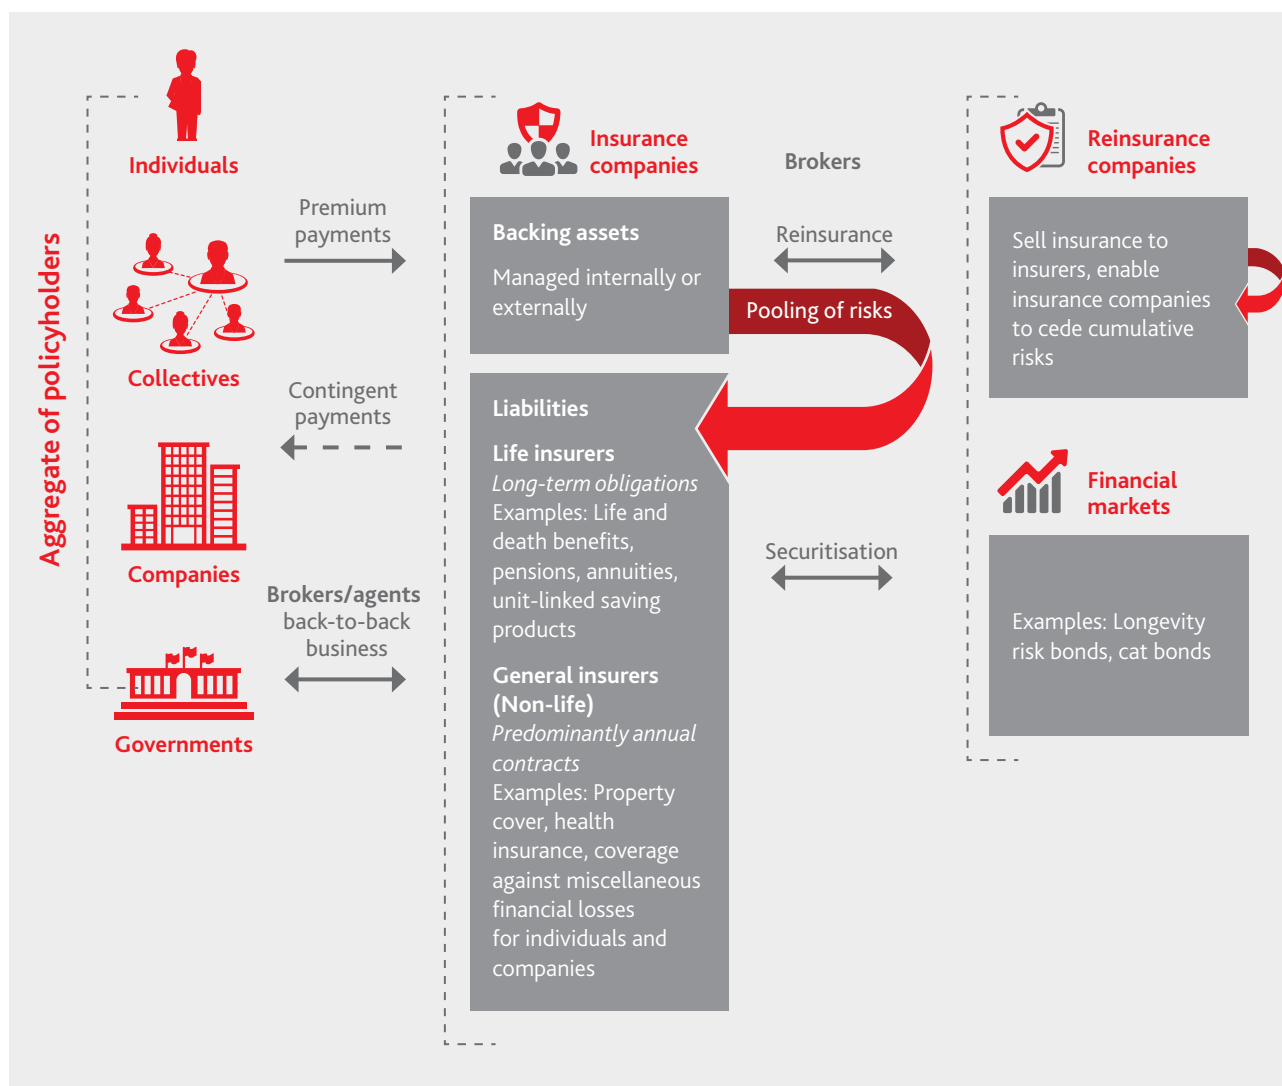 Aggregate of policyholders
Individuals
Collectives
Companies
Governments
Premium
payments
Contingent
payments
Brokers/agents
back-to-back
business
Insurance
companies
Backing assets
Managed internally or
externally
Liabilities
Life insurers
Long-term obligations
Examples: Life and
death benefits,
pensions, annuities,
unit-linked saving
products
General insurers
(Non-life)
Predominantly annual
contracts
Examples: Property
cover, health
insurance, coverage
against miscellaneous
financial losses
for individuals and
companies
Brokers
Reinsurance
Pooling of risks
Securitisation
Reinsurance
companies
Sell insurance to
insurers, enable
insurance companies
to cede cumulative
risks
Financial
markets
Examples: Longevity
risk bonds, cat bonds